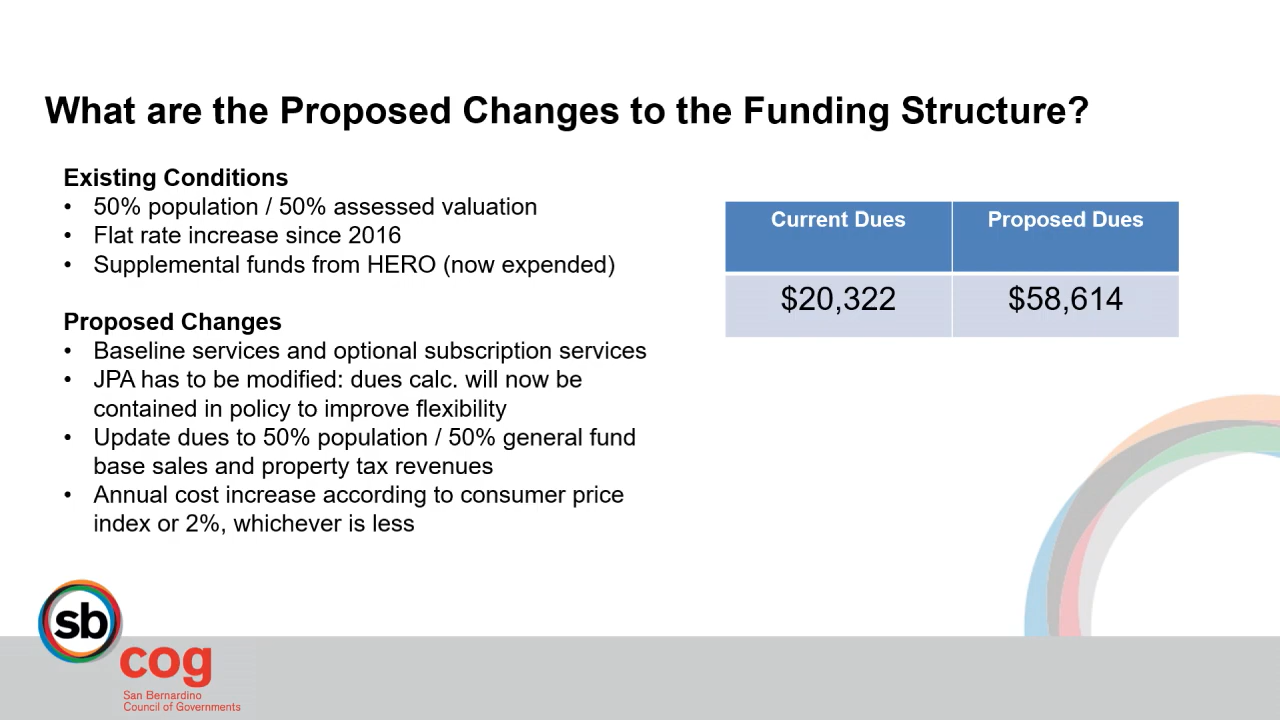 What are the Proposed Changes to the Funding Structure?
Existing Conditions
• 50% population / 50% assessed valuation
• Flat rate increase since 2016
• Supplemental funds from HERO (now expended)
Proposed Changes
• Baseline services and optional subscription services
• JPA has to be modified: dues calc. will now be
contained in policy to improve flexibility
• Update dues to 50% population / 50% general fund
base sales and property tax revenues
• Annual cost increase according to consumer price
index or 2%, whichever is less
Current Dues Proposed Dues
$20,322 $58,614
sb
cog
San Bernardino
Council of Governments